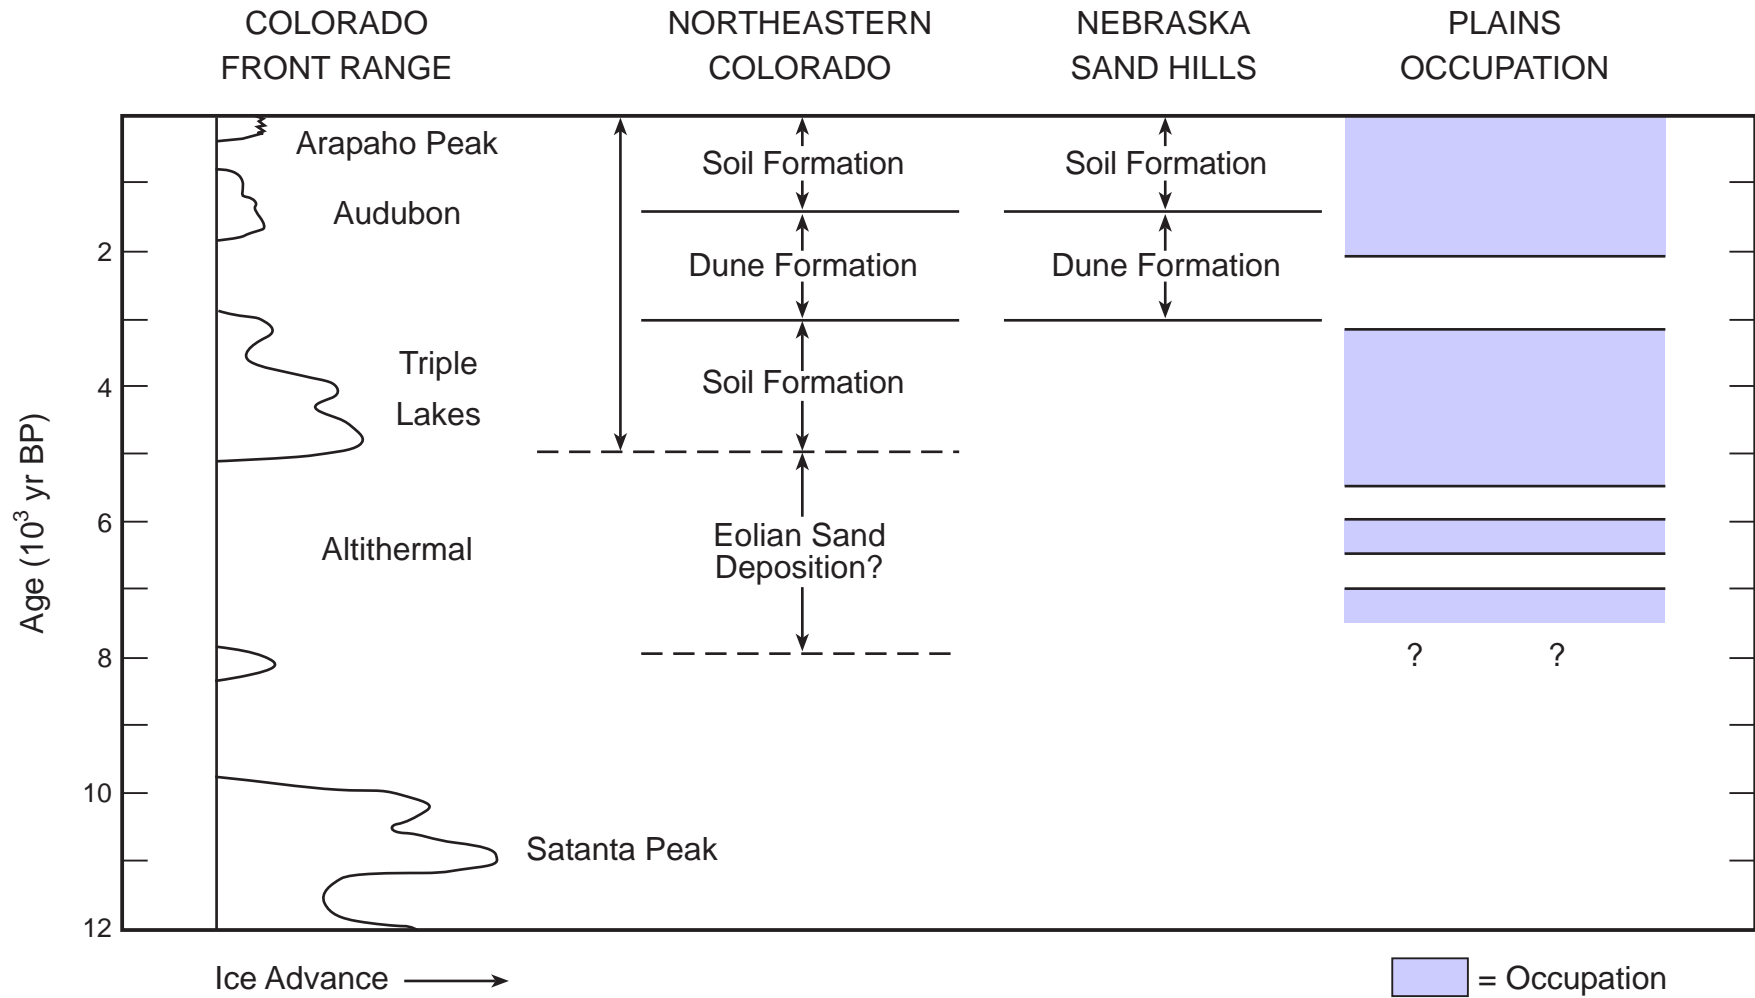 COLORADO
FRONT RANGE
NORTHEASTERN
COLORADO
NEBRASKA
SAND HILLS
PLAINS
OCCUPATION
Age (10³ yr BP)
2
4
6
8
10
12
Arapaho Peak
Audubon
Triple
Lakes
Altithermal
Satanta Peak
Soil Formation
Dune Formation
Soil Formation
Eolian Sand
Deposition?
Soil Formation
Dune Formation
? ?
Ice Advance
= Occupation